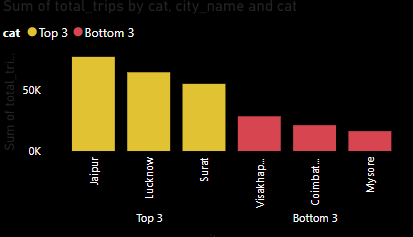 Sum of total_trips by cat, city_name and cat
cat Top 3 Bottom 3
Sum of total_tri...
50K
0K
Jaipur
Lucknow
Surat
Visakhap...
Coimbat...
Mysore
Top 3
Bottom 3